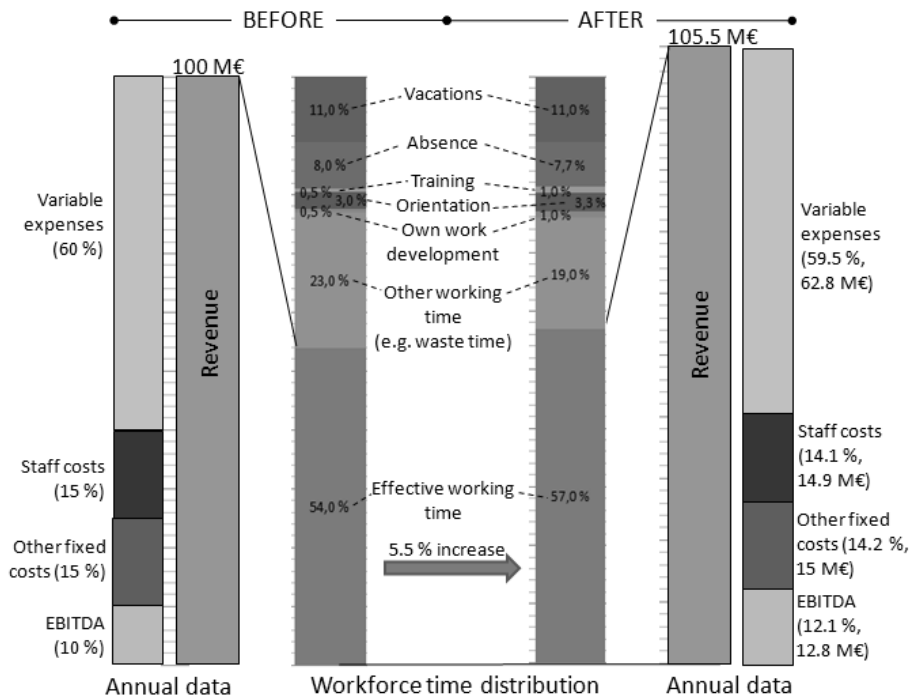 BEFORE
AFTER
100 M€
105.5 M€
Variable
expenses
(60 %)
Staff costs
(15 %)
Other fixed
costs (15 %)
EBITDA
(10 %)
Revenue
11,0 %
8,0 %
0,5 %
3,0 %
0,5 %
23,0 %
54,0 %
Vacations
Absence
Training
Orientation
Own work
development
Other working
time
(e.g. waste time)
Effective working
time
5.5 % increase
11,0 %
7,7 %
1,0 %
3,3 %
1,0 %
19,0 %
57,0 %
Revenue
Variable
expenses
(59.5 %,
62.8 M€)
Staff costs
(14.1 %,
14.9 M€)
Other fixed
costs (14.2 %,
15 M€)
EBITDA
(12.1 %,
12.8 M€)
Annual data
Workforce time distribution
Annual data